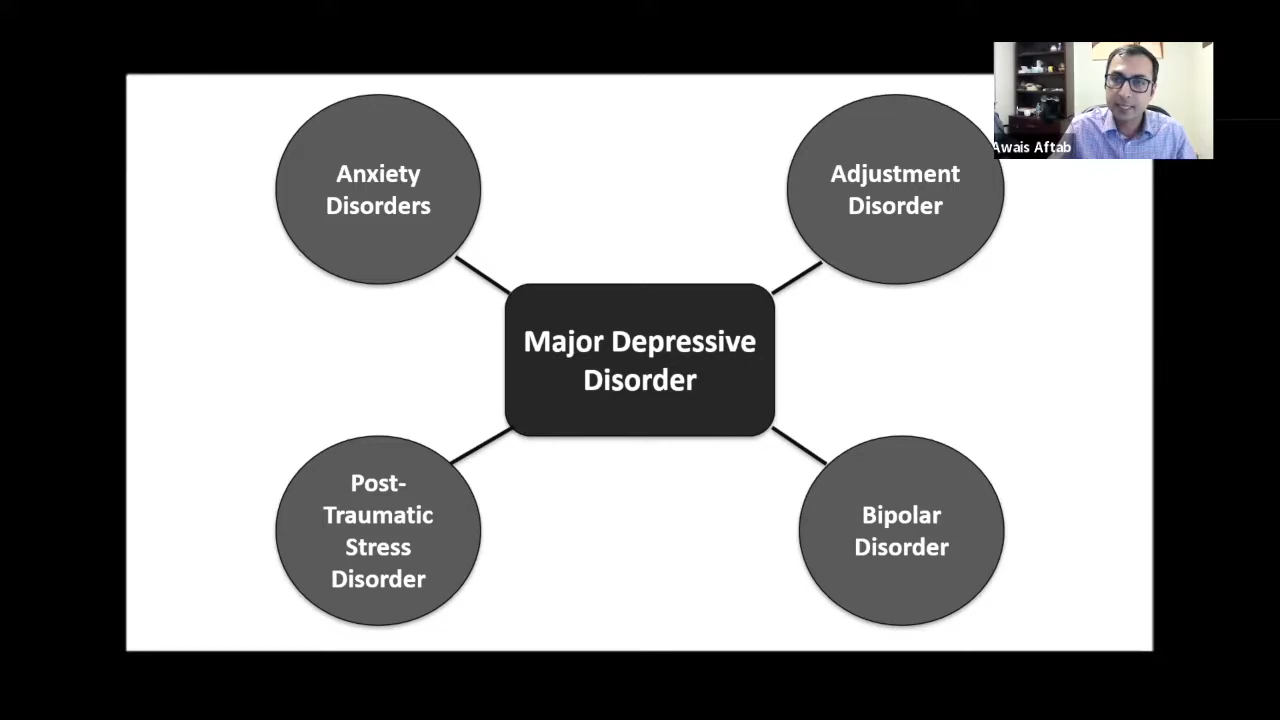 Anxiety
Disorders
Adjustment
Disorder
Awais Aftab
Major Depressive
Disorder
Post-
Traumatic
Stress
Disorder
Bipolar
Disorder